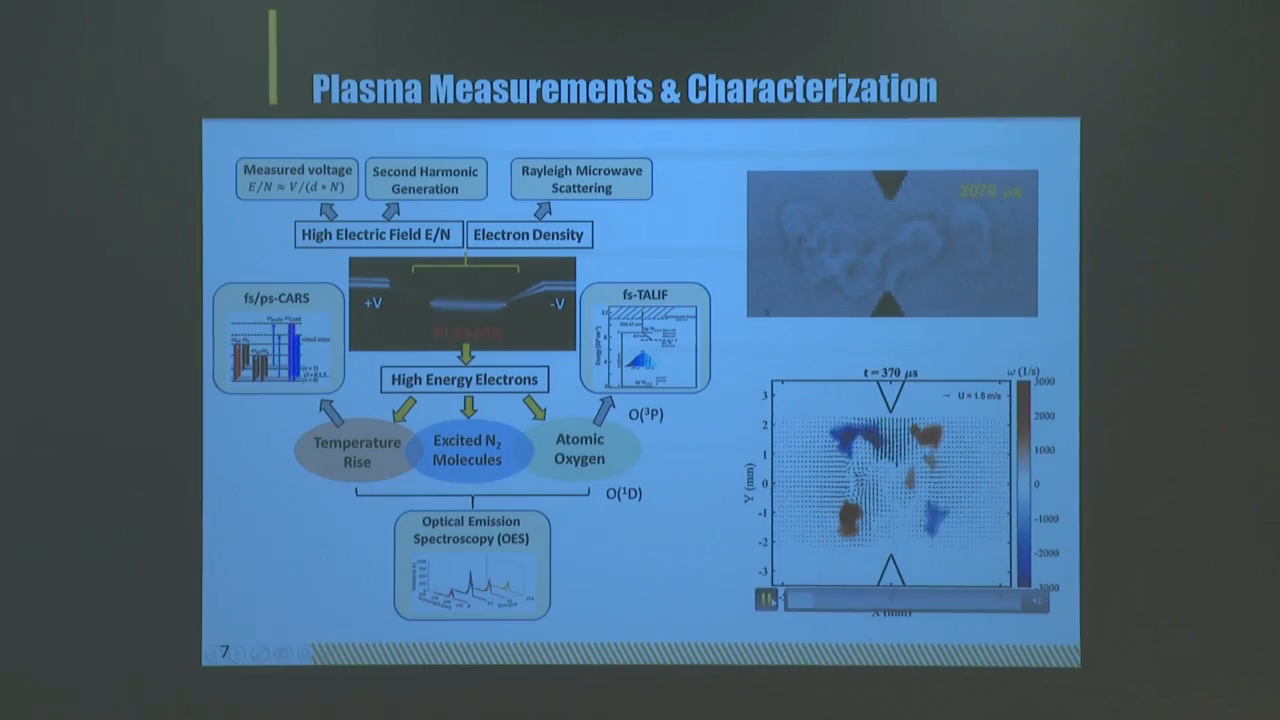 Plasma Measurements & Characterization
Measured voltage
E/N ≈ V/(d * N)
Second Harmonic
Generation
Rayleigh Microwave
Scattering
High Electric Field E/N
Electron Density
+V
-V
fs/ps-CARS
fs-TALIF
High Energy Electrons
O(³P)
Temperature
Rise
Excited N₂
Molecules
Atomic
Oxygen
O(¹D)
Optical Emission
Spectroscopy (OES)
2070 µs
t = 370 µs
ω (1/s)
U = 1.5 m/s
3
2
1
0
-1
-2
-3
Y (mm)
3000
2000
1000
0
-1000
-2000
X (mm)
7